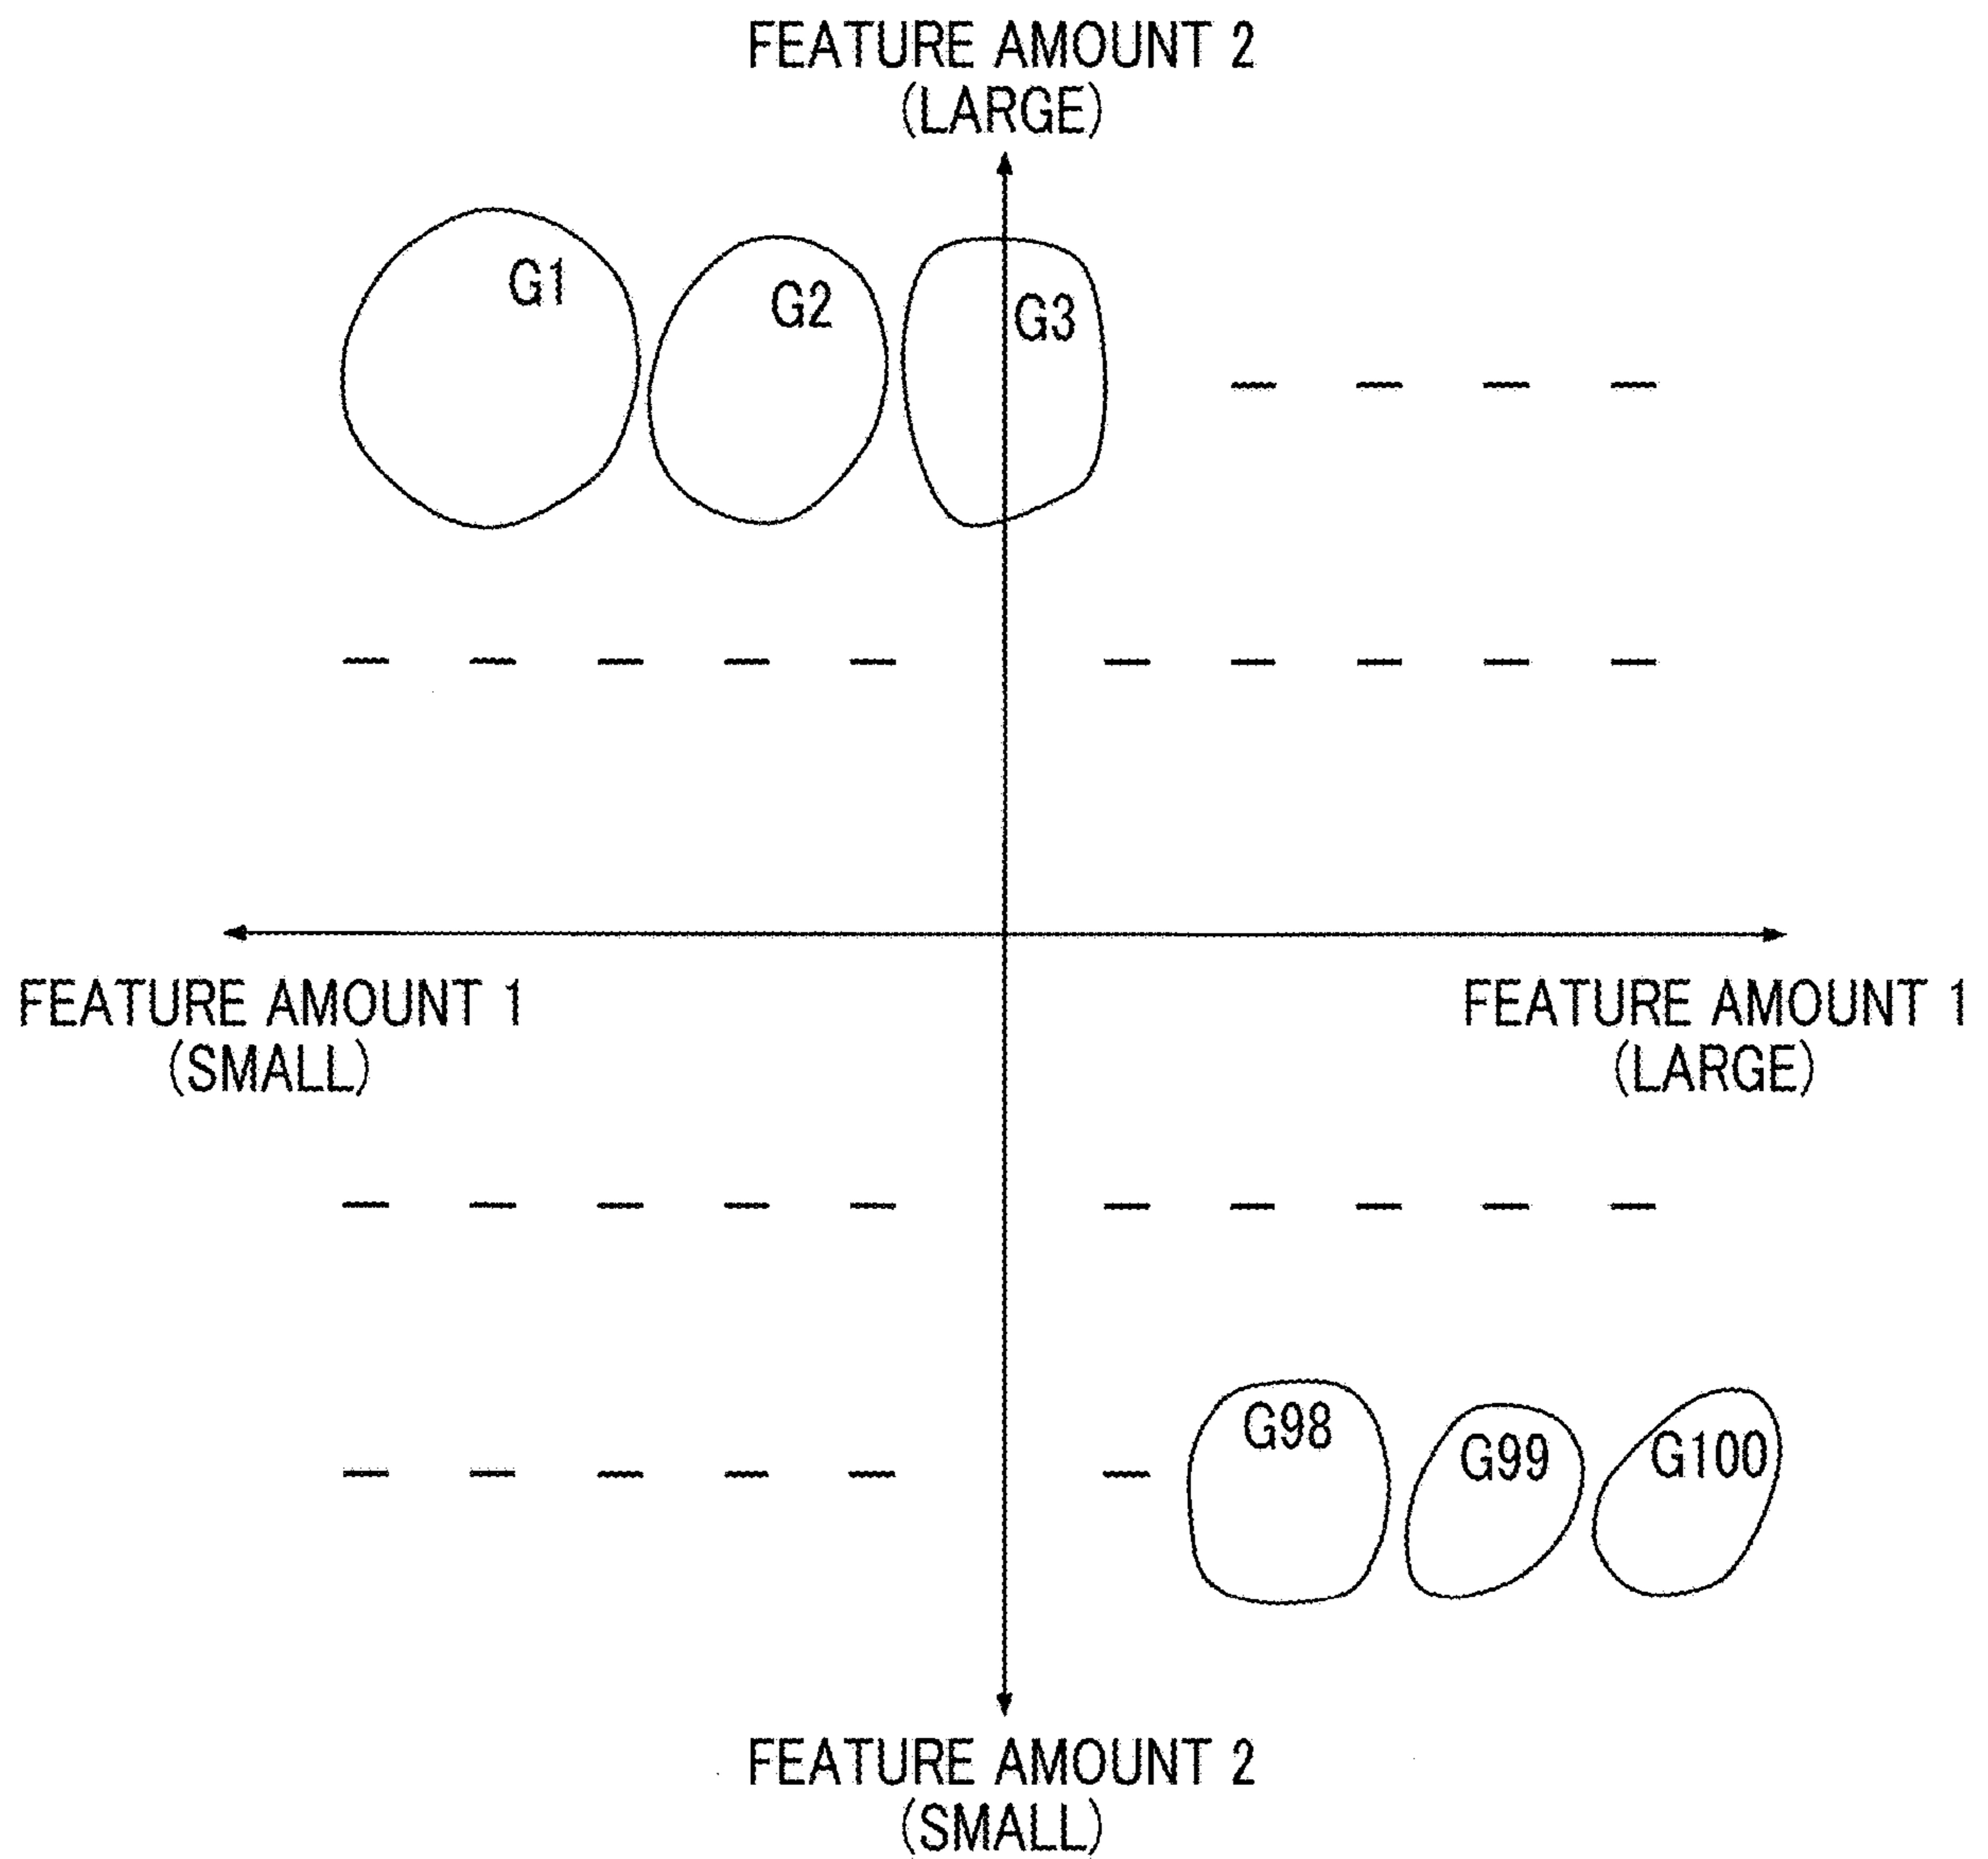 FEATURE AMOUNT 2
(LARGE)
G1
G2
G3
FEATURE AMOUNT 1
(SMALL)
FEATURE AMOUNT 1
(LARGE)
G98
G99
G100
FEATURE AMOUNT 2
(SMALL)